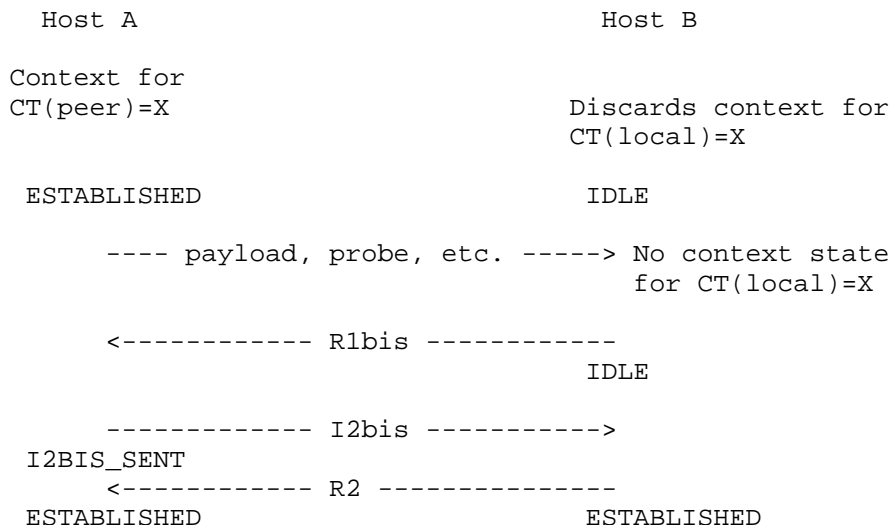 Host A                              Host B

Context for
CT(peer)=X                        Discards context for
                                  CT(local)=X

 ESTABLISHED                       IDLE

      ---- payload, probe, etc. -----> No context state
                                       for CT(local)=X

      <------------ R1bis ------------
                                   IDLE

      ------------- I2bis ----------->
 I2BIS_SENT
      <------------ R2 ---------------
 ESTABLISHED                       ESTABLISHED